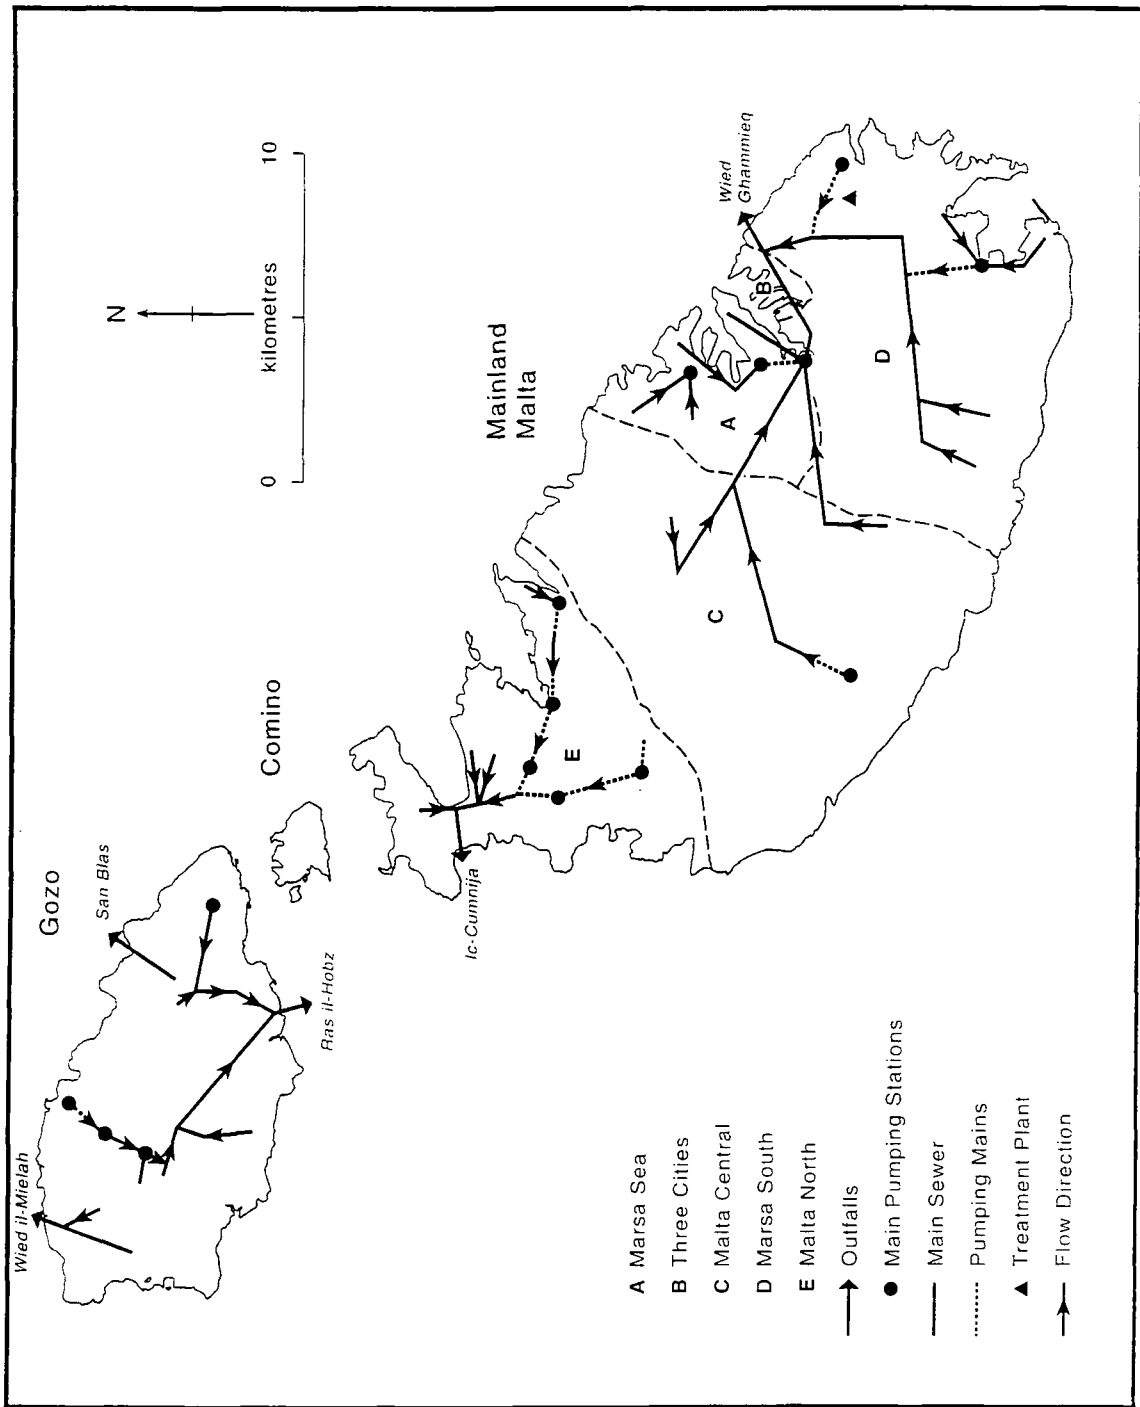 Gozo
San Blas
Wied il-Mielaħ
Ras il-Hobz
Comino
Ic-Cumnija
Mainland
Malta
N
0
10
kilometres
Wied
Ghammieq
A
B
C
D
E
A Marsa Sea
B Three Cities
C Malta Central
D Marsa South
E Malta North
Outfalls
Main Pumping Stations
Main Sewer
Pumping Mains
Treatment Plant
Flow Direction